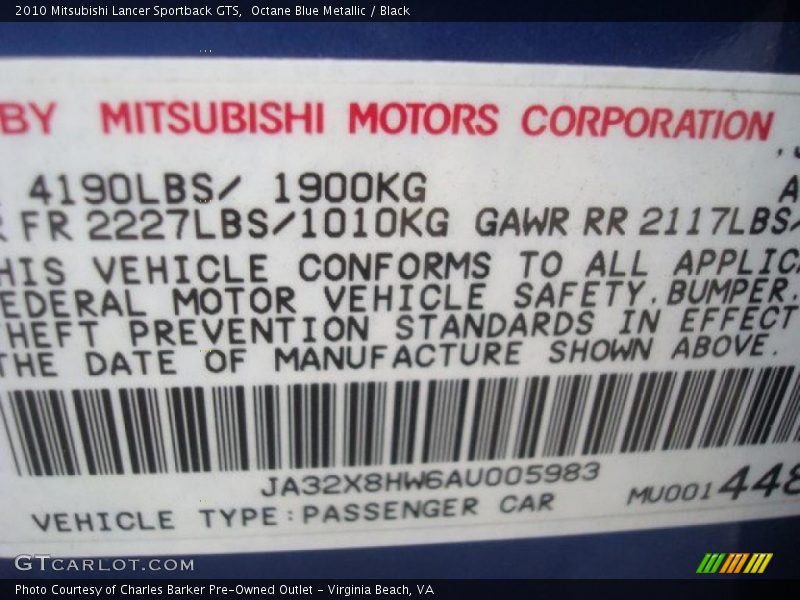 2010 Mitsubishi Lancer Sportback GTS,  Octane Blue Metallic / Black
BY MITSUBISHI MOTORS CORPORATION
4190LBS/ 1900KG
FR 2227LBS/1010KG GAWR RR 2117LBS/
HIS VEHICLE CONFORMS TO ALL APPLIC
EDERAL MOTOR VEHICLE SAFETY, BUMPER,
HEFT PREVENTION STANDARDS IN EFFECT
THE DATE OF MANUFACTURE SHOWN ABOVE.
JA32X8HW6AU005983
MU001448
VEHICLE TYPE:PASSENGER CAR
GTCARLOT.COM
Photo Courtesy of Charles Barker Pre-Owned Outlet - Virginia Beach, VA